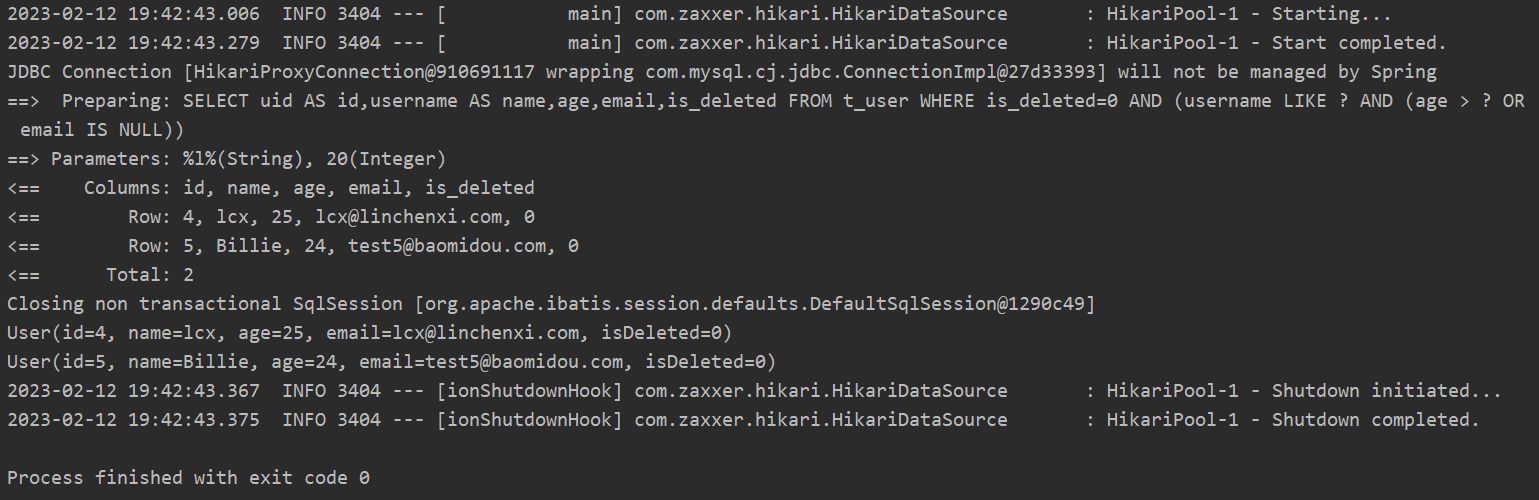 2023-02-12 19:42:43.006  INFO 3404 --- [           main] com.zaxxer.hikari.HikariDataSource       : HikariPool-1 - Starting...
2023-02-12 19:42:43.279  INFO 3404 --- [           main] com.zaxxer.hikari.HikariDataSource       : HikariPool-1 - Start completed.
JDBC Connection [HikariProxyConnection@910691117 wrapping com.mysql.cj.jdbc.ConnectionImpl@27d33393] will not be managed by Spring
==>  Preparing: SELECT uid AS id,username AS name,age,email,is_deleted FROM t_user WHERE is_deleted=0 AND (username LIKE ? AND (age > ? OR
 email IS NULL))
==> Parameters: %l%(String), 20(Integer)
<==    Columns: id, name, age, email, is_deleted
<==        Row: 4, lcx, 25, lcx@linchenxi.com, 0
<==        Row: 5, Billie, 24, test5@baomidou.com, 0
<==      Total: 2
Closing non transactional SqlSession [org.apache.ibatis.session.defaults.DefaultSqlSession@1290c49]
User(id=4, name=lcx, age=25, email=lcx@linchenxi.com, isDeleted=0)
User(id=5, name=Billie, age=24, email=test5@baomidou.com, isDeleted=0)
2023-02-12 19:42:43.367  INFO 3404 --- [ionShutdownHook] com.zaxxer.hikari.HikariDataSource       : HikariPool-1 - Shutdown initiated...
2023-02-12 19:42:43.375  INFO 3404 --- [ionShutdownHook] com.zaxxer.hikari.HikariDataSource       : HikariPool-1 - Shutdown completed.
Process finished with exit code 0